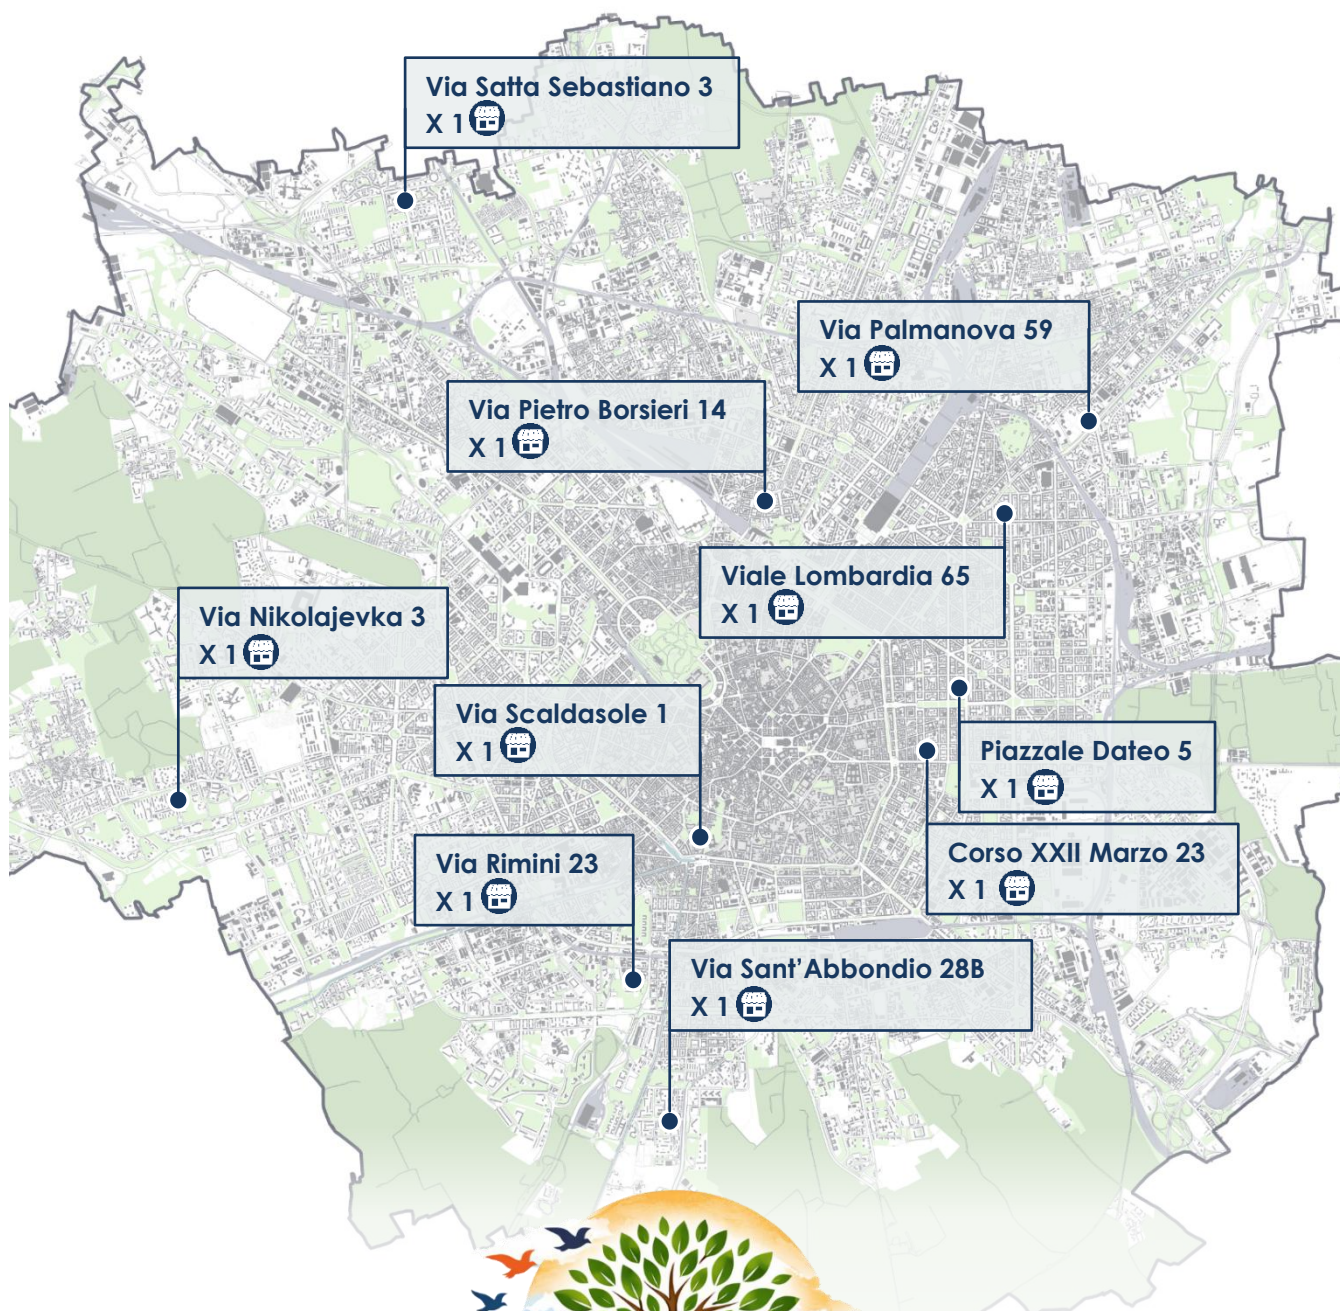 Via Satta Sebastiano 3
X 1
Via Palmanova 59
X 1
Via Pietro Borsieri 14
X 1
Viale Lombardia 65
X 1
Via Nikolajevka 3
X 1
Via Scaldasole 1
X 1
Piazzale Dateo 5
X 1
Corso XXII Marzo 23
X 1
Via Rimini 23
X 1
Via Sant'Abbondio 28B
X 1